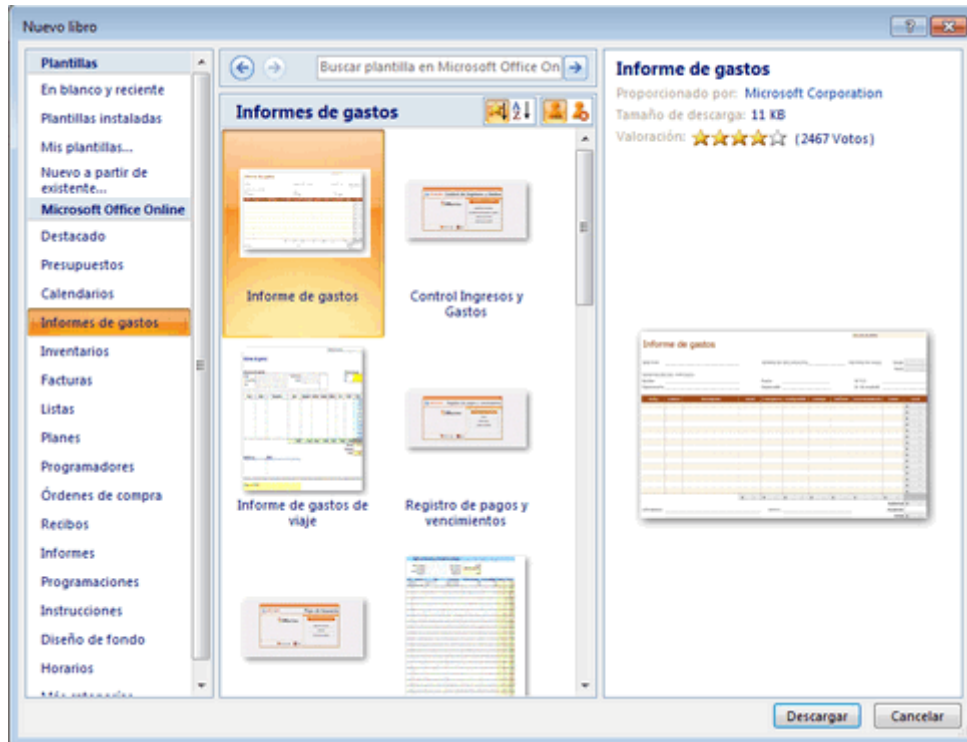 Nuevo libro
Plantillas
En blanco y reciente
Plantillas instaladas
Mis plantillas...
Nuevo a partir de
existente...
Microsoft Office Online
Destacado
Presupuestos
Calendarios
Informes de gastos
Inventarios
Facturas
Listas
Planes
Programadores
Órdenes de compra
Recibos
Informes
Programaciones
Instrucciones
Diseño de fondo
Horarios
Buscar plantilla en Microsoft Office On
Informes de gastos
Informe de gastos
Control Ingresos y
Gastos
Informe de gastos de
viaje
Registro de pagos y
vencimientos
Informe de gastos
Proporcionado por: Microsoft Corporation
Tamaño de descarga: 11 KB
Valoración: (2467 Votos)
Informe de gastos
Descargar
Cancelar